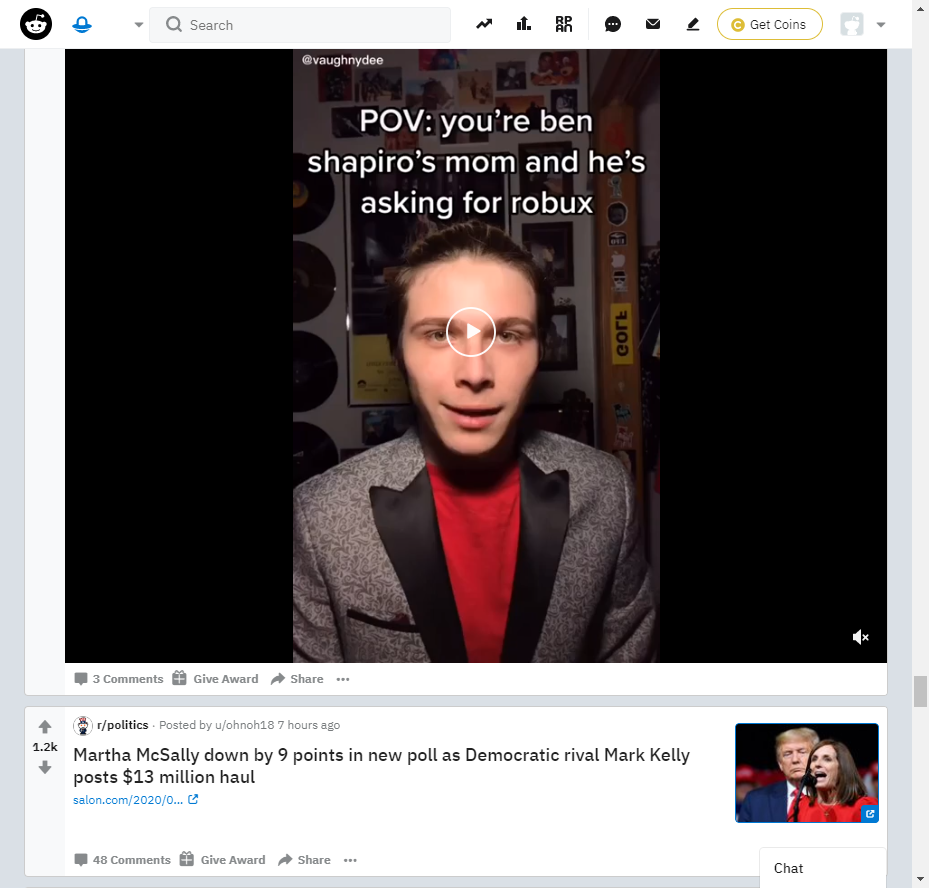 Search
RP
AN
Get Coins
@vaughnydee
POV: you're ben
shapiro's mom and he's
asking for robux
GOLF
3 Comments
Give Award
Share
1.2k
r/politics · Posted by u/ohnoh18 7 hours ago
Martha McSally down by 9 points in new poll as Democratic rival Mark Kelly
posts $13 million haul
salon.com/2020/0...
48 Comments
Give Award
Share
Chat